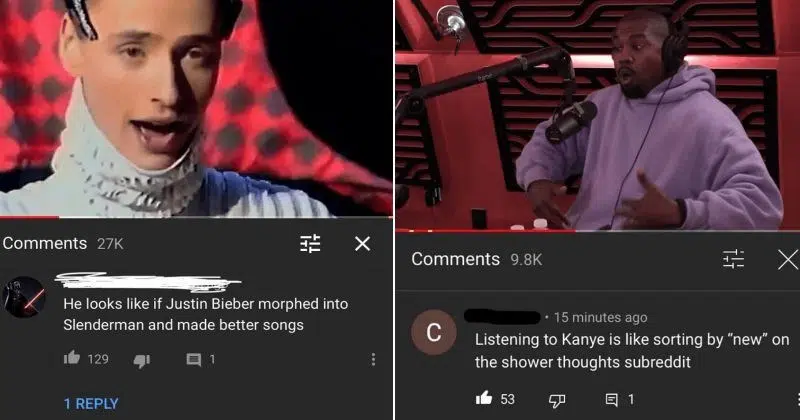 Comments 27K
He looks like if Justin Bieber morphed into
Slenderman and made better songs
129
1
1 REPLY
Comments 9.8K
C
• 15 minutes ago
Listening to Kanye is like sorting by “new” on
the shower thoughts subreddit
53
1